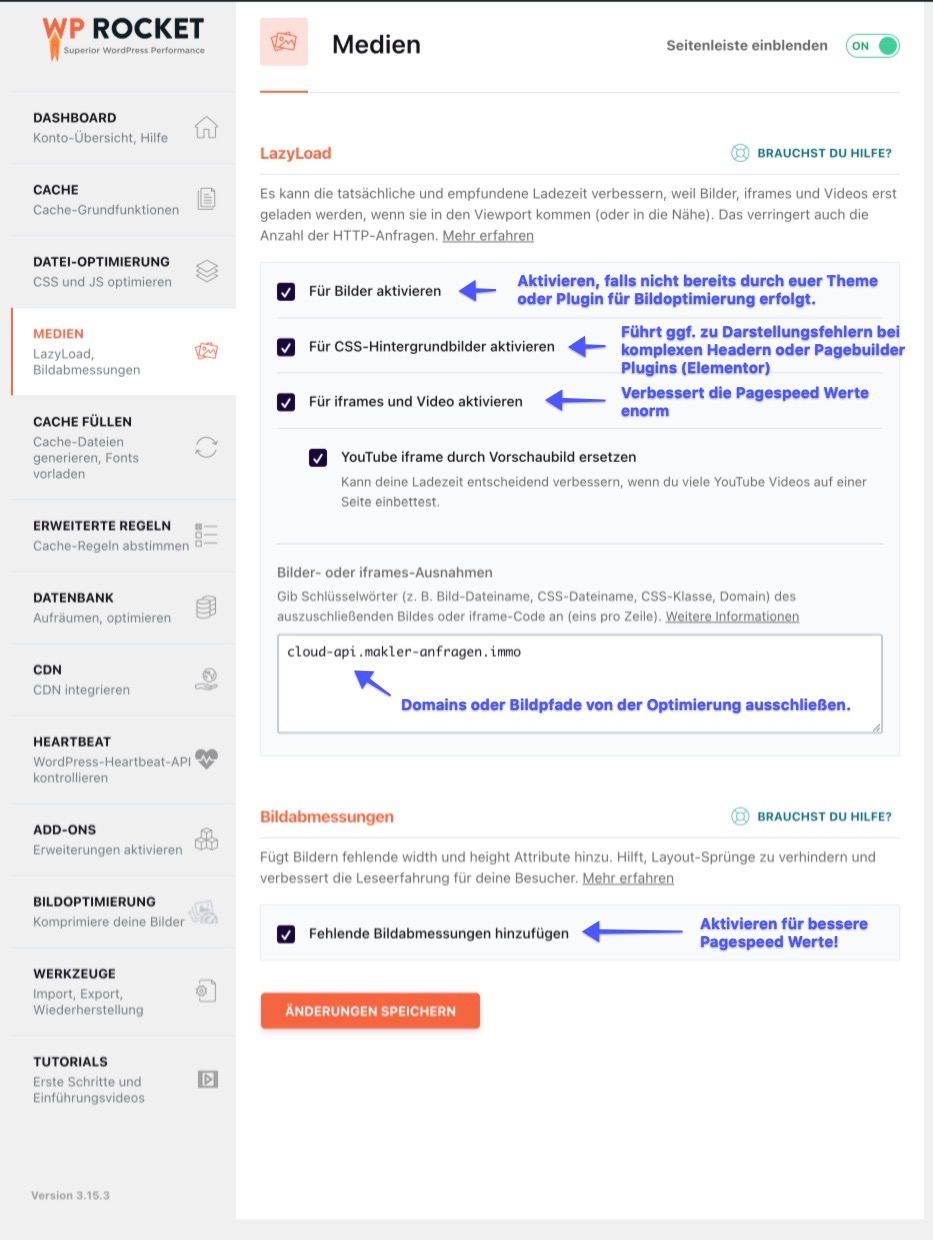 WP ROCKET
Superior WordPress Performance
DASHBOARD
Konto-Übersicht, Hilfe
CACHE
Cache-Grundfunktionen
DATEI-OPTIMIERUNG
CSS und JS optimieren
MEDIEN
LazyLoad,
Bildabmessungen
CACHE FÜLLEN
Cache-Dateien
generieren, Fonts
vorladen
ERWEITERTE REGELN
Cache-Regeln abstimmen
DATENBANK
Aufräumen, optimieren
CDN
CDN integrieren
HEARTBEAT
WordPress-Heartbeat-API
kontrollieren
ADD-ONS
Erweiterungen aktivieren
BILDOPTIMIERUNG
Komprimiere deine Bilder
WERKZEUGE
Import, Export,
Wiederherstellung
TUTORIALS
Erste Schritte und
Einführungsvideos
Version 3.15.3
Medien
Seitenleiste einblenden
ON
LazyLoad
BRAUCHST DU HILFE?
Es kann die tatsächliche und empfundene Ladezeit verbessern, weil Bilder, iframes und Videos erst
geladen werden, wenn sie in den Viewport kommen (oder in die Nähe). Das verringert auch die
Anzahl der HTTP-Anfragen. Mehr erfahren
Für Bilder aktivieren
Aktivieren, falls nicht bereits durch euer Theme
oder Plugin für Bildoptimierung erfolgt.
Für CSS-Hintergrundbilder aktivieren
Führt ggf. zu Darstellungsfehlern bei
komplexen Headern oder Pagebuilder
Plugins (Elementor)
Für iframes und Video aktivieren
Verbessert die Pagespeed Werte
enorm
YouTube iframe durch Vorschaubild ersetzen
Kann deine Ladezeit entscheidend verbessern, wenn du viele YouTube Videos auf einer
Seite einbettest.
Bilder- oder iframes-Ausnahmen
Gib Schlüsselwörter (z. B. Bild-Dateiname, CSS-Dateiname, CSS-Klasse, Domain) des
auszuschließenden Bildes oder iframe-Code an (eins pro Zeile). Weitere Informationen
cloud-api.makler-anfragen.immo
Domains oder Bildpfade von der Optimierung ausschließen.
Bildabmessungen
BRAUCHST DU HILFE?
Fügt Bildern fehlende width und height Attribute hinzu. Hilft, Layout-Sprünge zu verhindern und
verbessert die Leseerfahrung für deine Besucher. Mehr erfahren
Fehlende Bildabmessungen hinzufügen
Aktivieren für bessere
Pagespeed Werte!
ÄNDERUNGEN SPEICHERN